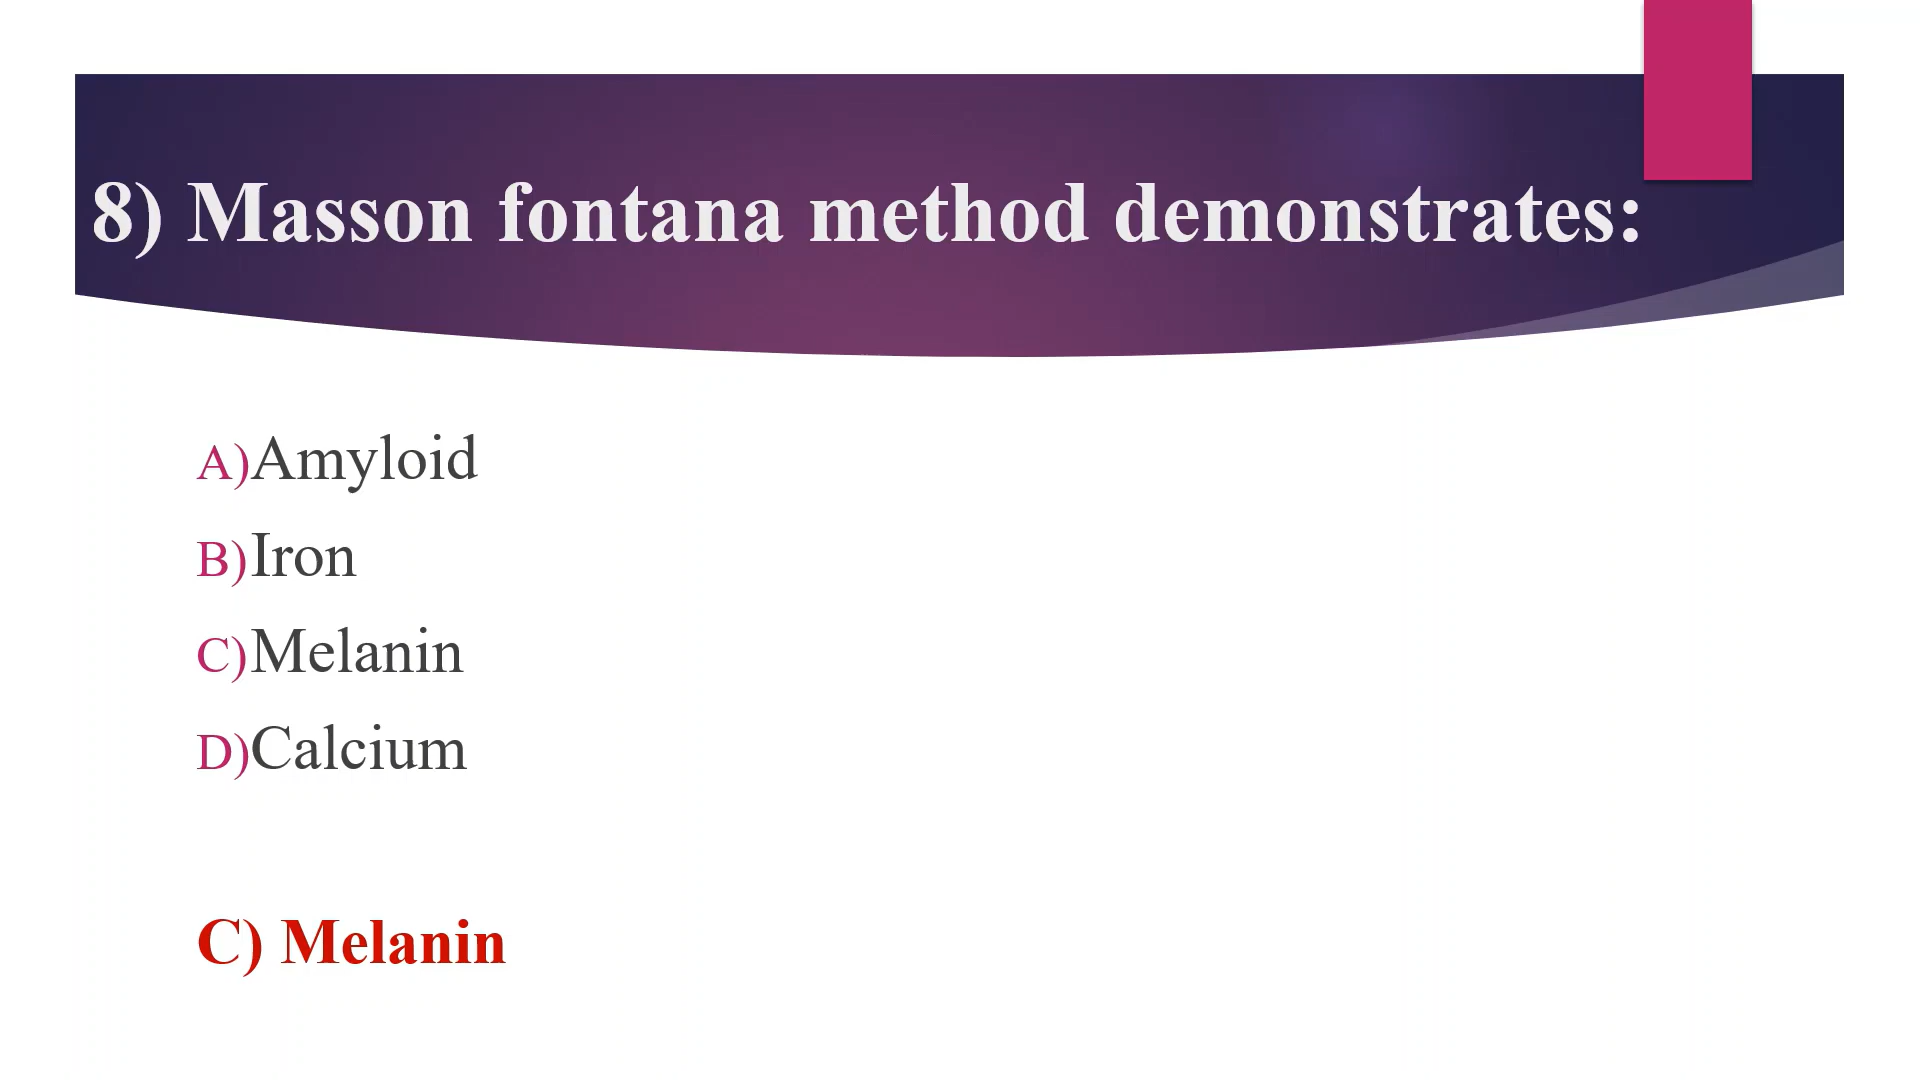 8) Masson fontana method demonstrates:
A)Amyloid
B)Iron
C)Melanin
D)Calcium
C) Melanin